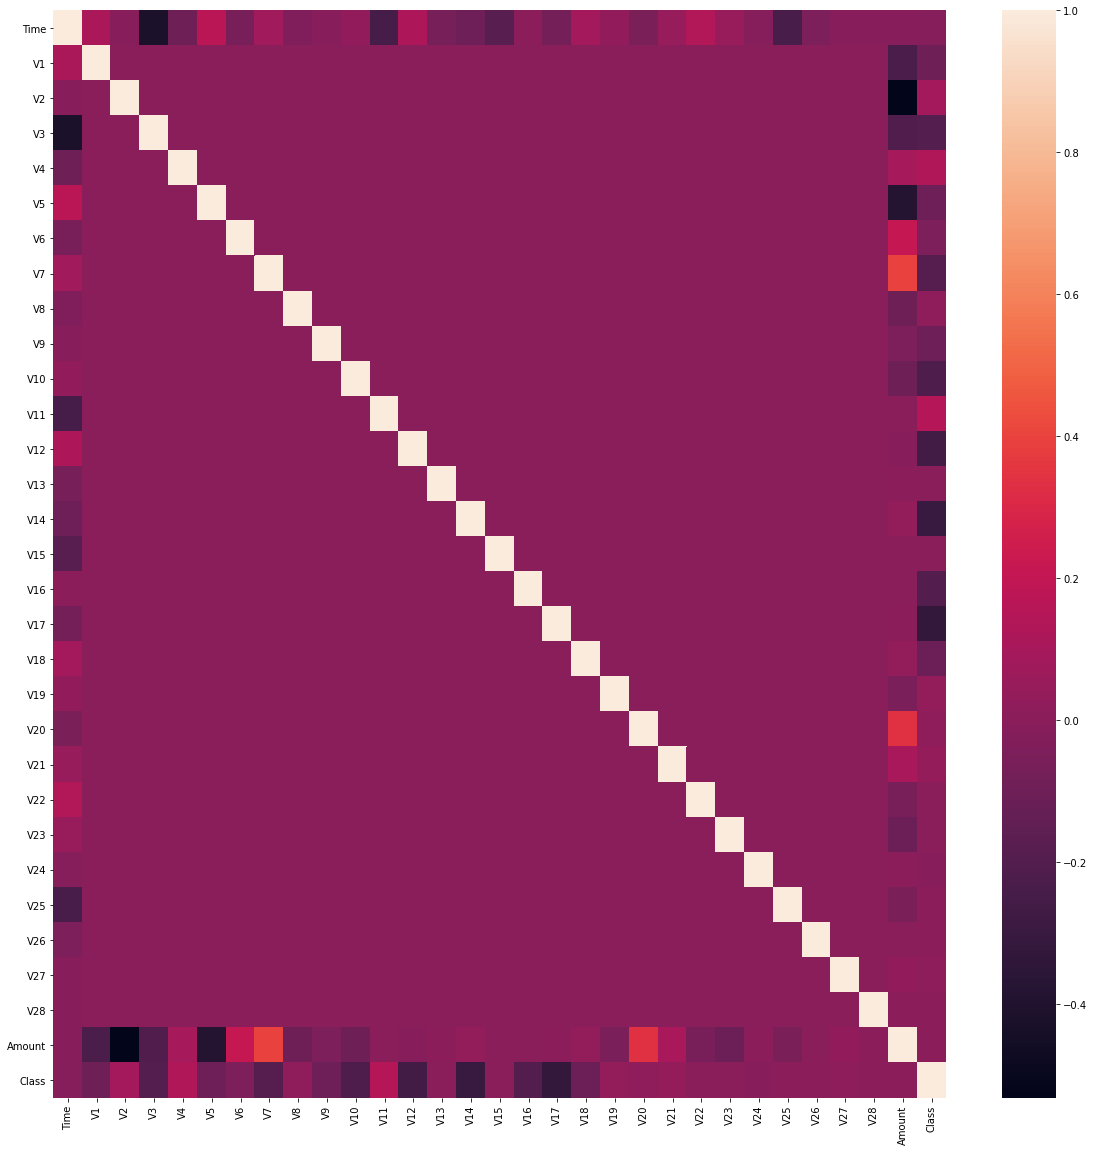 Time
V1
V2
V3
V4
V5
V6
V7
V8
V9
V10
V11
V12
V13
V14
V15
V16
V17
V18
V19
V20
V21
V22
V23
V24
V25
V26
V27
V28
Amount
Class
Time V1 V2 V3 V4 V5 V6 V7 V8 V9 V10 V11 V12 V13 V14 V15 V16 V17 V18 V19 V20 V21 V22 V23 V24 V25 V26 V27 V28 Amount Class
1.0
0.8
0.6
0.4
0.2
0.0
−0.2
−0.4